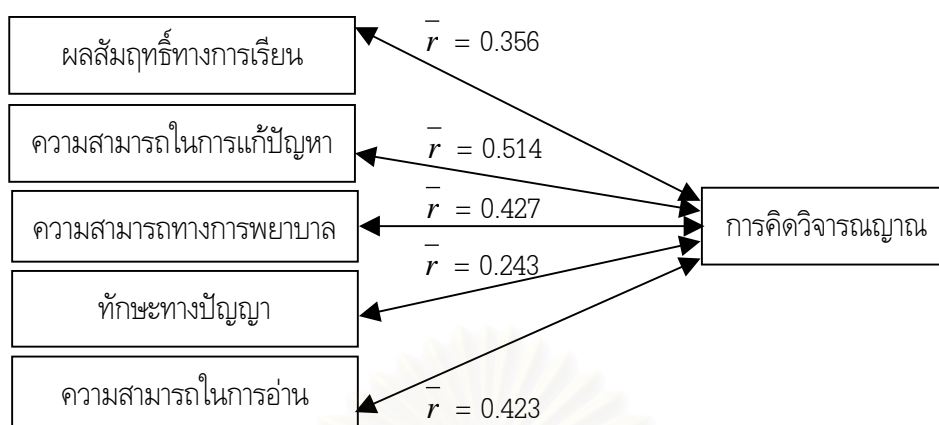 ผลสัมฤทธิ์ทางการเรียน
r̅ = 0.356
ความสามารถในการแก้ปัญหา
r̅ = 0.514
ความสามารถทางการพยาบาล
r̅ = 0.427
การคิดวิจารณญาณ
r̅ = 0.243
ทักษะทางปัญญา
ความสามารถในการอ่าน
r̅ = 0.423